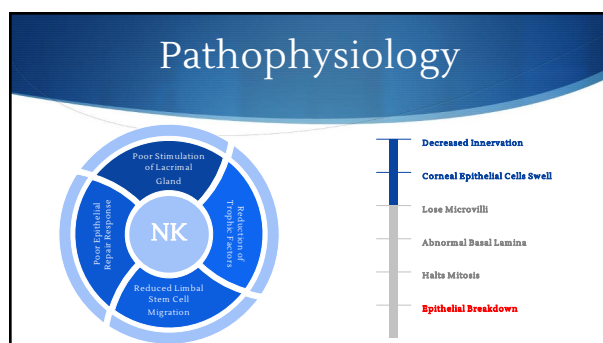 Pathophysiology
Poor Stimulation
of Lacrimal
Gland
Reduction of
Trophic Factors
Reduced Limbal
Stem Cell
Migration
Poor Epithelial
Repair Response
NK
Decreased Innervation
Corneal Epithelial Cells Swell
Lose Microvilli
Abnormal Basal Lamina
Halts Mitosis
Epithelial Breakdown